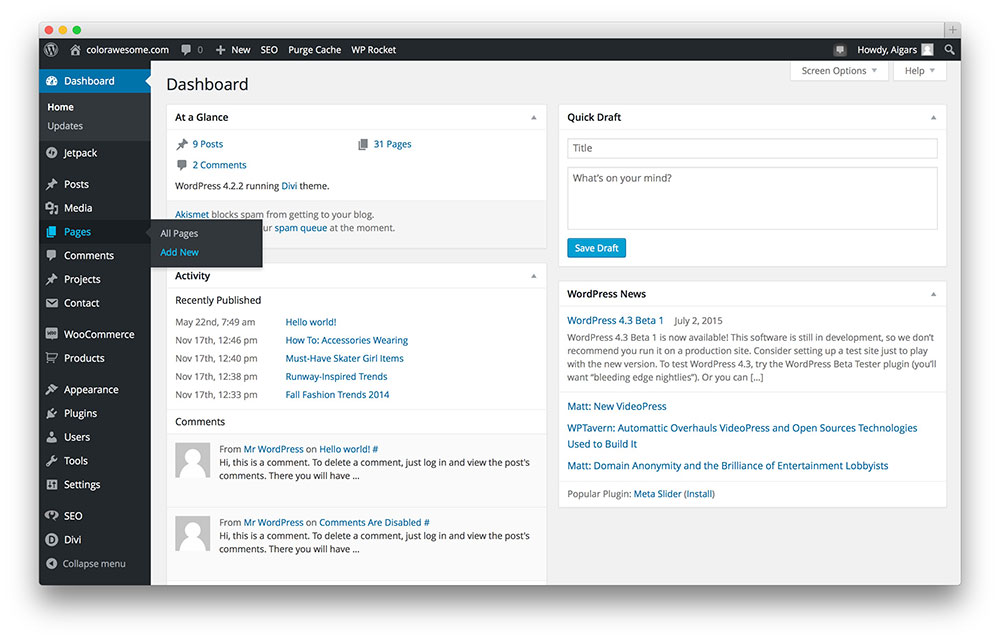 colorawesome.com 0 New SEO Purge Cache WP Rocket Howdy, Algars
Dashboard
Home
Updates
Jetpack
Posts
Media
Pages
Comments
Projects
Contact
WooCommerce
Products
Appearance
Plugins
Users
Tools
Settings
SEO
Divi
Collapse menu
All Pages
Add New
Screen Options Help
Dashboard
At a Glance
9 Posts 31 Pages
2 Comments
WordPress 4.2.2 running Divi theme.
Akismet blocks spam from getting to your blog.
ur spam queue at the moment.
Activity
Recently Published
May 22nd, 7:49 am Hello world!
Nov 17th, 12:46 pm How To: Accessories Wearing
Nov 17th, 12:40 pm Must-Have Skater Girl Items
Nov 17th, 12:38 pm Runway-Inspired Trends
Nov 17th, 12:33 pm Fall Fashion Trends 2014
Comments
From Mr WordPress on Hello world! #
Hi, this is a comment. To delete a comment, just log in and view the post's
comments. There you will have ...
From Mr WordPress on Comments Are Disabled #
Hi, this is a comment. To delete a comment, just log in and view the post's
comments. There you will have ...
Quick Draft
Title
What's on your mind?
Save Draft
WordPress News
WordPress 4.3 Beta 1 July 2, 2015
WordPress 4.3 Beta 1 is now available! This software is still in development, so we don't
recommend you run it on a production site. Consider setting up a test site just to play
with the new version. To test WordPress 4.3, try the WordPress Beta Tester plugin (you'll
want "bleeding edge nightlies"). Or you can [...]
Matt: New VideoPress
WPTavern: Automattic Overhauls VideoPress and Open Sources Technologies
Used to Build It
Matt: Domain Anonymity and the Brilliance of Entertainment Lobbyists
Popular Plugin: Meta Slider (Install)